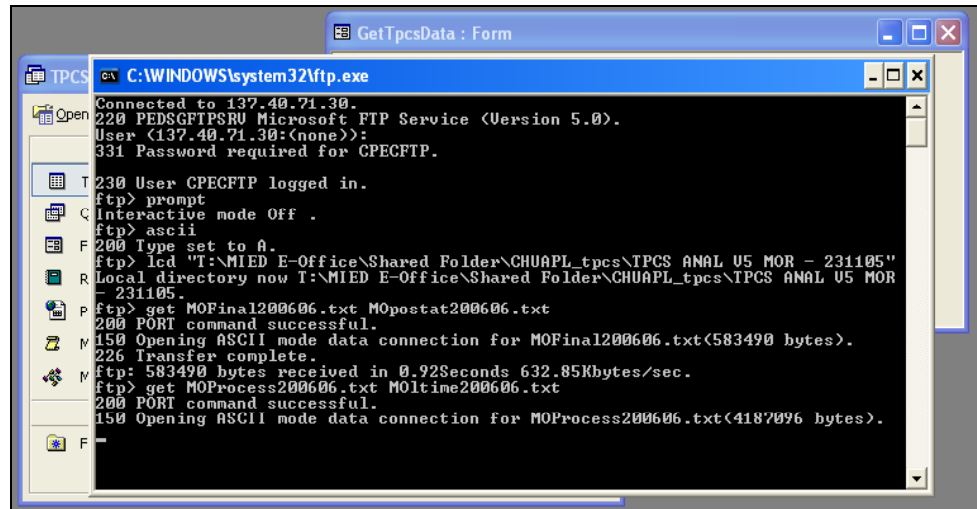 GetTpcsData : Form
TPCS
C:\WINDOWS\system32\ftp.exe
Open
T
Q
F
R
P
M
M
F
Connected to 137.40.71.30.
220 PEDSGFTPSRV Microsoft FTP Service (Version 5.0).
User (137.40.71.30:(none)):
331 Password required for CPECFTP.
230 User CPECFTP logged in.
ftp> prompt
Interactive mode Off .
ftp> ascii
200 Type set to A.
ftp> lcd "T:\MIED E-Office\Shared Folder\CHUAPL_tpcs\TPCS ANAL V5 MOR - 231105"
Local directory now T:\MIED E-Office\Shared Folder\CHUAPL_tpcs\TPCS ANAL V5 MOR
- 231105.
ftp> get MOFinal200606.txt MOpostat200606.txt
200 PORT command successful.
150 Opening ASCII mode data connection for MOFinal200606.txt(583490 bytes).
226 Transfer complete.
ftp: 583490 bytes received in 0.92Seconds 632.85Kbytes/sec.
ftp> get MOProcess200606.txt MOltime200606.txt
200 PORT command successful.
150 Opening ASCII mode data connection for MOProcess200606.txt(4187096 bytes).